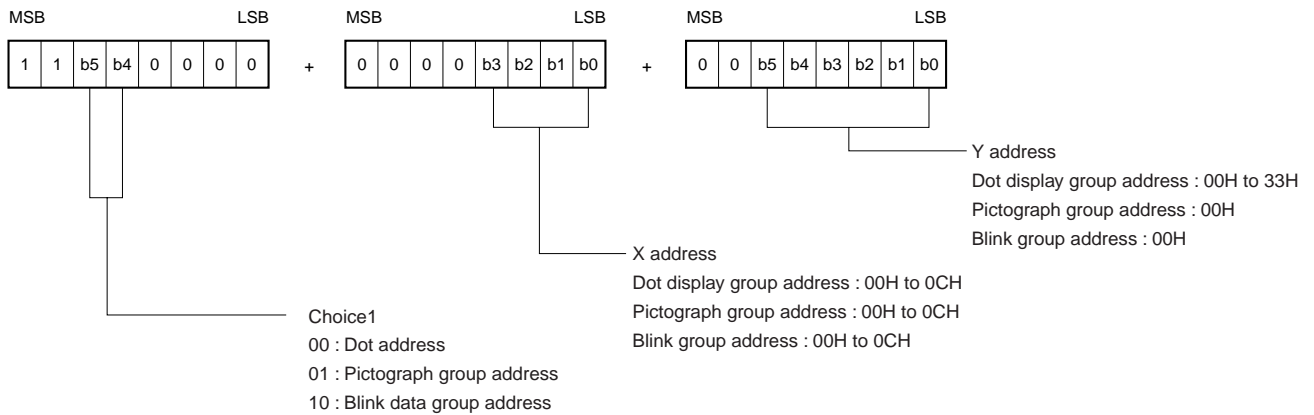 MSB LSB MSB LSB MSB LSB
1 1 b5 b4 0 0 0 0 + 0 0 0 0 b3 b2 b1 b0 + 0 0 b5 b4 b3 b2 b1 b0
Y address
Dot display group address : 00H to 33H
Pictograph group address : 00H
Blink group address : 00H
X address
Dot display group address : 00H to 0CH
Pictograph group address : 00H to 0CH
Blink group address : 00H to 0CH
Choice1
00 : Dot address
01 : Pictograph group address
10 : Blink data group address